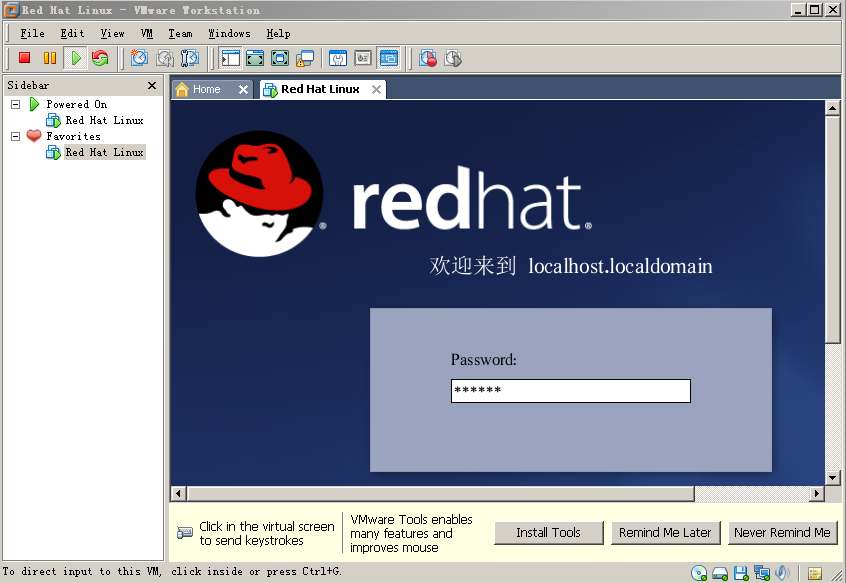 Red Hat Linux - VMware Workstation
File Edit View VM Team Windows Help
Sidebar
Powered On
Red Hat Linux
Favorites
Red Hat Linux
Home
Red Hat Linux
redhat®
欢迎来到 localhost.localdomain
Password:
******
Click in the virtual screen
to send keystrokes
VMware Tools enables
many features and
improves mouse
Install Tools
Remind Me Later
Never Remind Me
To direct input to this VM, click inside or press Ctrl+G.